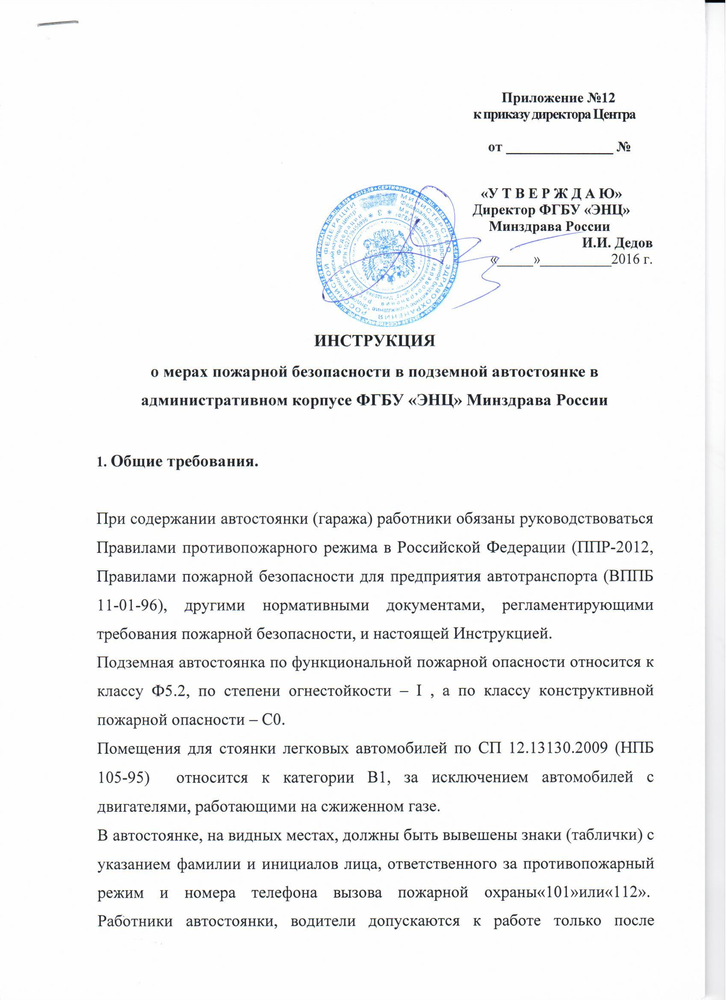 Приложение №12
к приказу директора Центра
от _______________ №
«У Т В Е Р Ж Д А Ю»
Директор ФГБУ «ЭНЦ»
Минздрава России
И.И. Дедов
«_____»__________2016 г.
МИНИСТЕРСТВО ЗДРАВООХРАНЕНИЯ РОССИЙСКОЙ ФЕДЕРАЦИИ
ИНСТРУКЦИЯ
о мерах пожарной безопасности в подземной автостоянке в
административном корпусе ФГБУ «ЭНЦ» Минздрава России
1. Общие требования.
При содержании автостоянки (гаража) работники обязаны руководствоваться
Правилами противопожарного режима в Российской Федерации (ППР-2012,
Правилами пожарной безопасности для предприятия автотранспорта (ВППБ
11-01-96), другими нормативными документами, регламентирующими
требования пожарной безопасности, и настоящей Инструкцией.
Подземная автостоянка по функциональной пожарной опасности относится к
классу Ф5.2, по степени огнестойкости – I , а по классу конструктивной
пожарной опасности – С0.
Помещения для стоянки легковых автомобилей по СП 12.13130.2009 (НПБ
105-95) относится к категории В1, за исключением автомобилей с
двигателями, работающими на сжиженном газе.
В автостоянке, на видных местах, должны быть вывешены знаки (таблички) с
указанием фамилии и инициалов лица, ответственного за противопожарный
режим и номера телефона вызова пожарной охраны«101»или«112».
Работники автостоянки, водители допускаются к работе только после